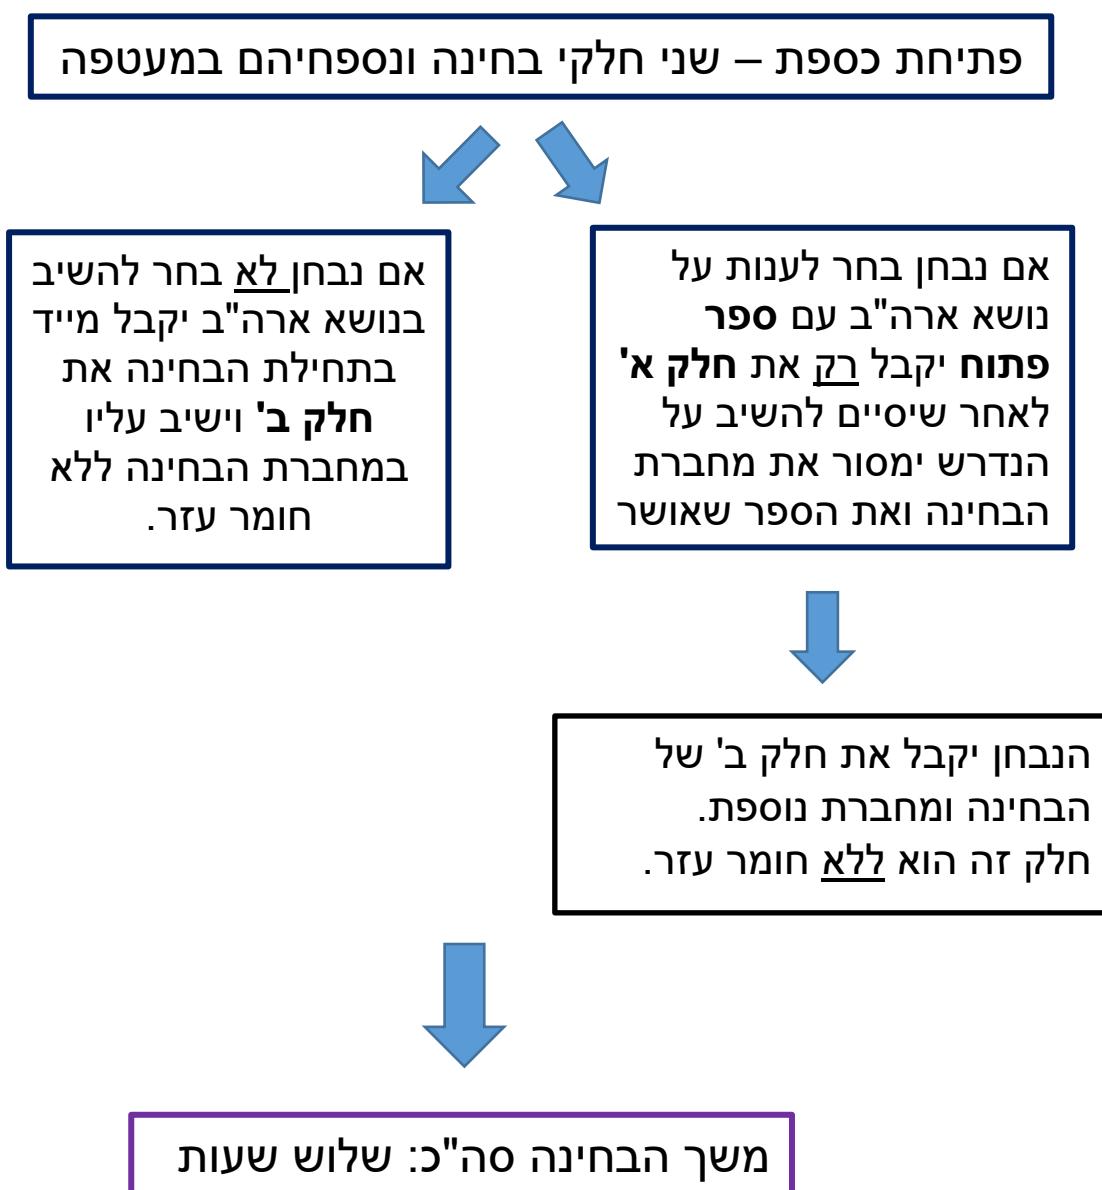 פתיחת כספת – שני חלקי בחינה ונספחיהם במעטפה
אם נבחן בחר לענות על
נושא ארה"ב עם ספר
פתוח יקבל רק את חלק א'
לאחר שיסיים להשיב על
הנדרש ימסור את מחברת
הבחינה ואת הספר שאושר
אם נבחן לא בחר להשיב
בנושא ארה"ב יקבל מייד
בתחילת הבחינה את
חלק ב' וישיב עליו
במחברת הבחינה ללא
חומר עזר.
הנבחן יקבל את חלק ב' של
הבחינה ומחברת נוספת.
חלק זה הוא ללא חומר עזר.
משך הבחינה סה"כ: שלוש שעות